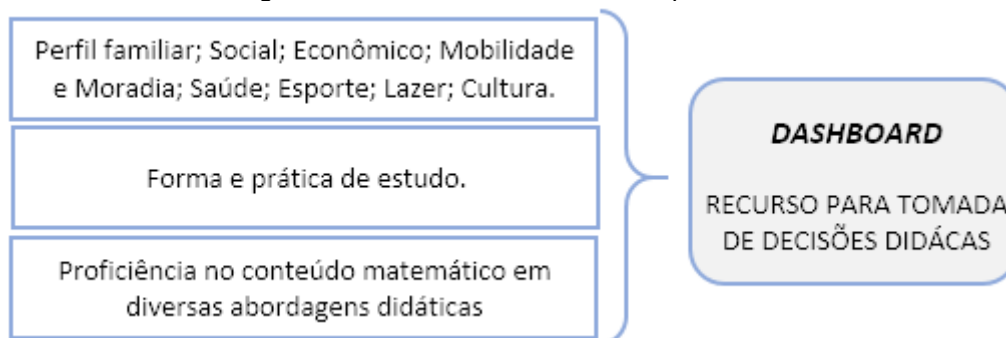 Perfil familiar; Social; Econômico; Mobilidade
e Moradia; Saúde; Esporte; Lazer; Cultura.
Forma e prática de estudo.
Proficiência no conteúdo matemático em
diversas abordagens didáticas
DASHBOARD
RECURSO PARA TOMADA
DE DECISÕES DIDÁCAS